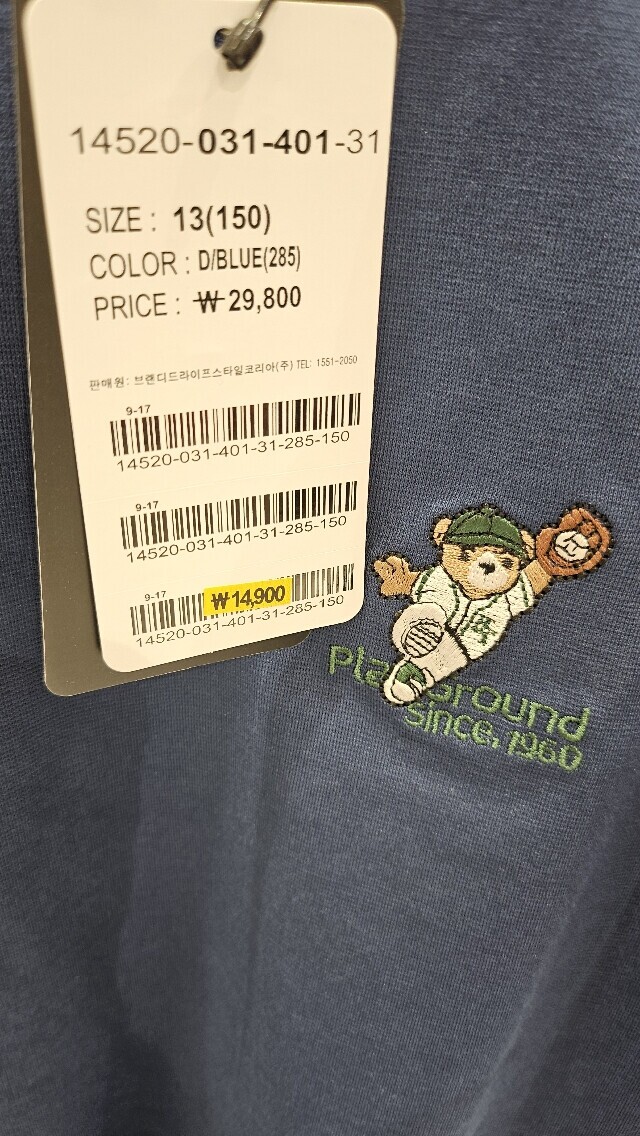 14520-031-401-31
SIZE : 13(150)
COLOR : D/BLUE(285)
PRICE : ₩ 29,800
판매원: 브랜디드라이프스타일코리아(주) TEL: 1551-2050
9-17
14520-031-401-31-285-150
9-17
14520-031-401-31-285-150
9-17
₩14,900
14520-031-401-31-285-150
Playground
Since, 1960